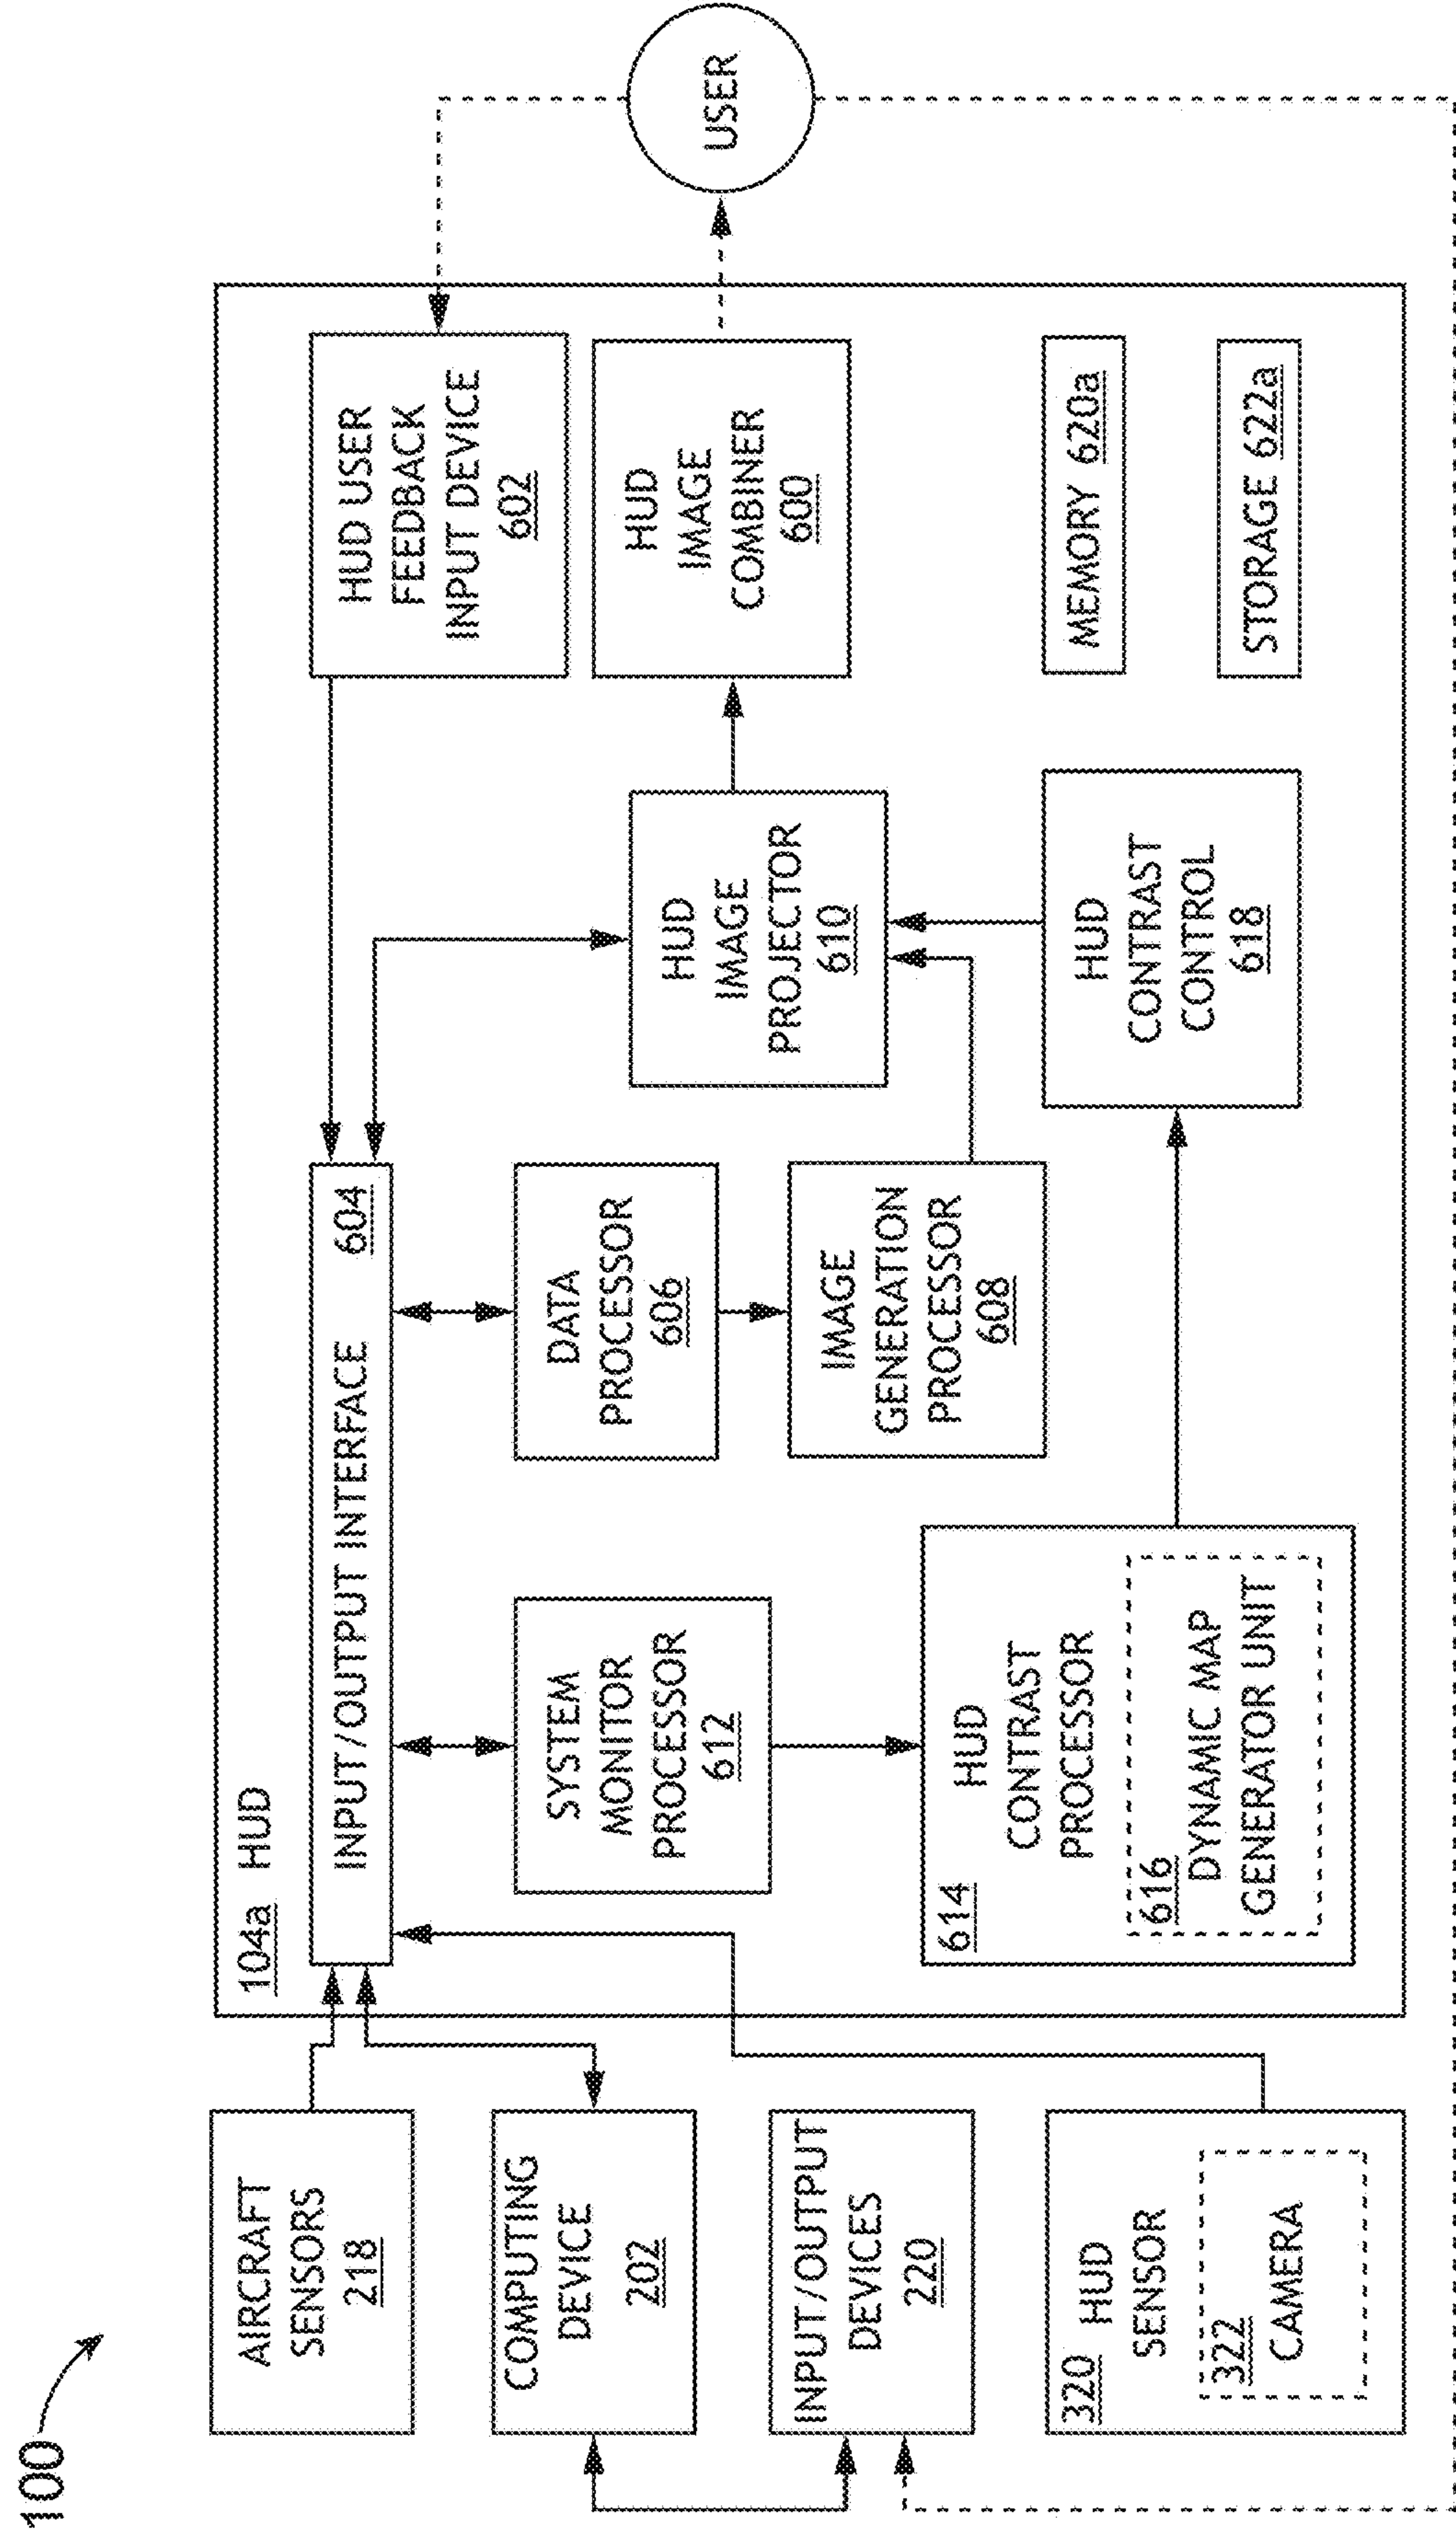 100
AIRCRAFT
SENSORS
218
COMPUTING
DEVICE
202
INPUT/OUTPUT
DEVICES
220
320 HUD
SENSOR
322
CAMERA
104a HUD
INPUT/OUTPUT INTERFACE 604
SYSTEM
MONITOR
PROCESSOR
612
HUD
CONTRAST
PROCESSOR
614
616
DYNAMIC MAP
GENERATOR UNIT
DATA
PROCESSOR
606
IMAGE
GENERATION
PROCESSOR
608
HUD
IMAGE
PROJECTOR
610
HUD
CONTRAST
CONTROL
618
HUD USER
FEEDBACK
INPUT DEVICE
602
HUD
IMAGE
COMBINER
600
MEMORY 620a
STORAGE 622a
USER